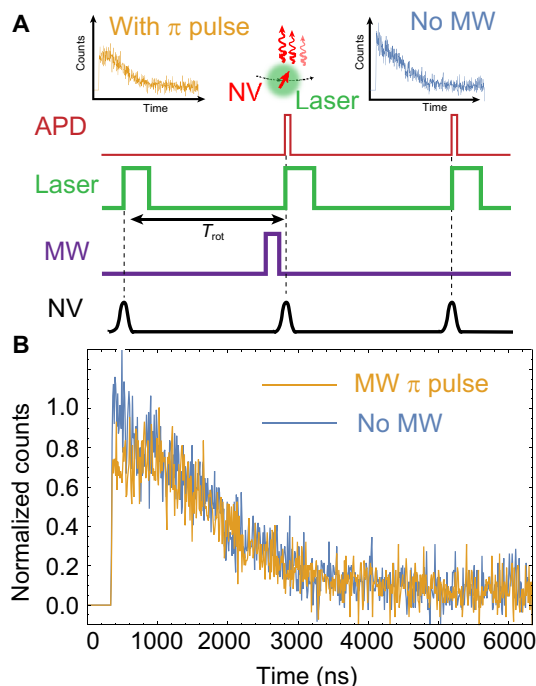 A
With π pulse
No MW
Counts
Time
NV
Laser
Counts
Time
APD
Laser
Trot
MW
NV
B
MW π pulse
No MW
Normalized counts
1.0
0.8
0.6
0.4
0.2
0.0
0 1000 2000 3000 4000 5000 6000
Time (ns)